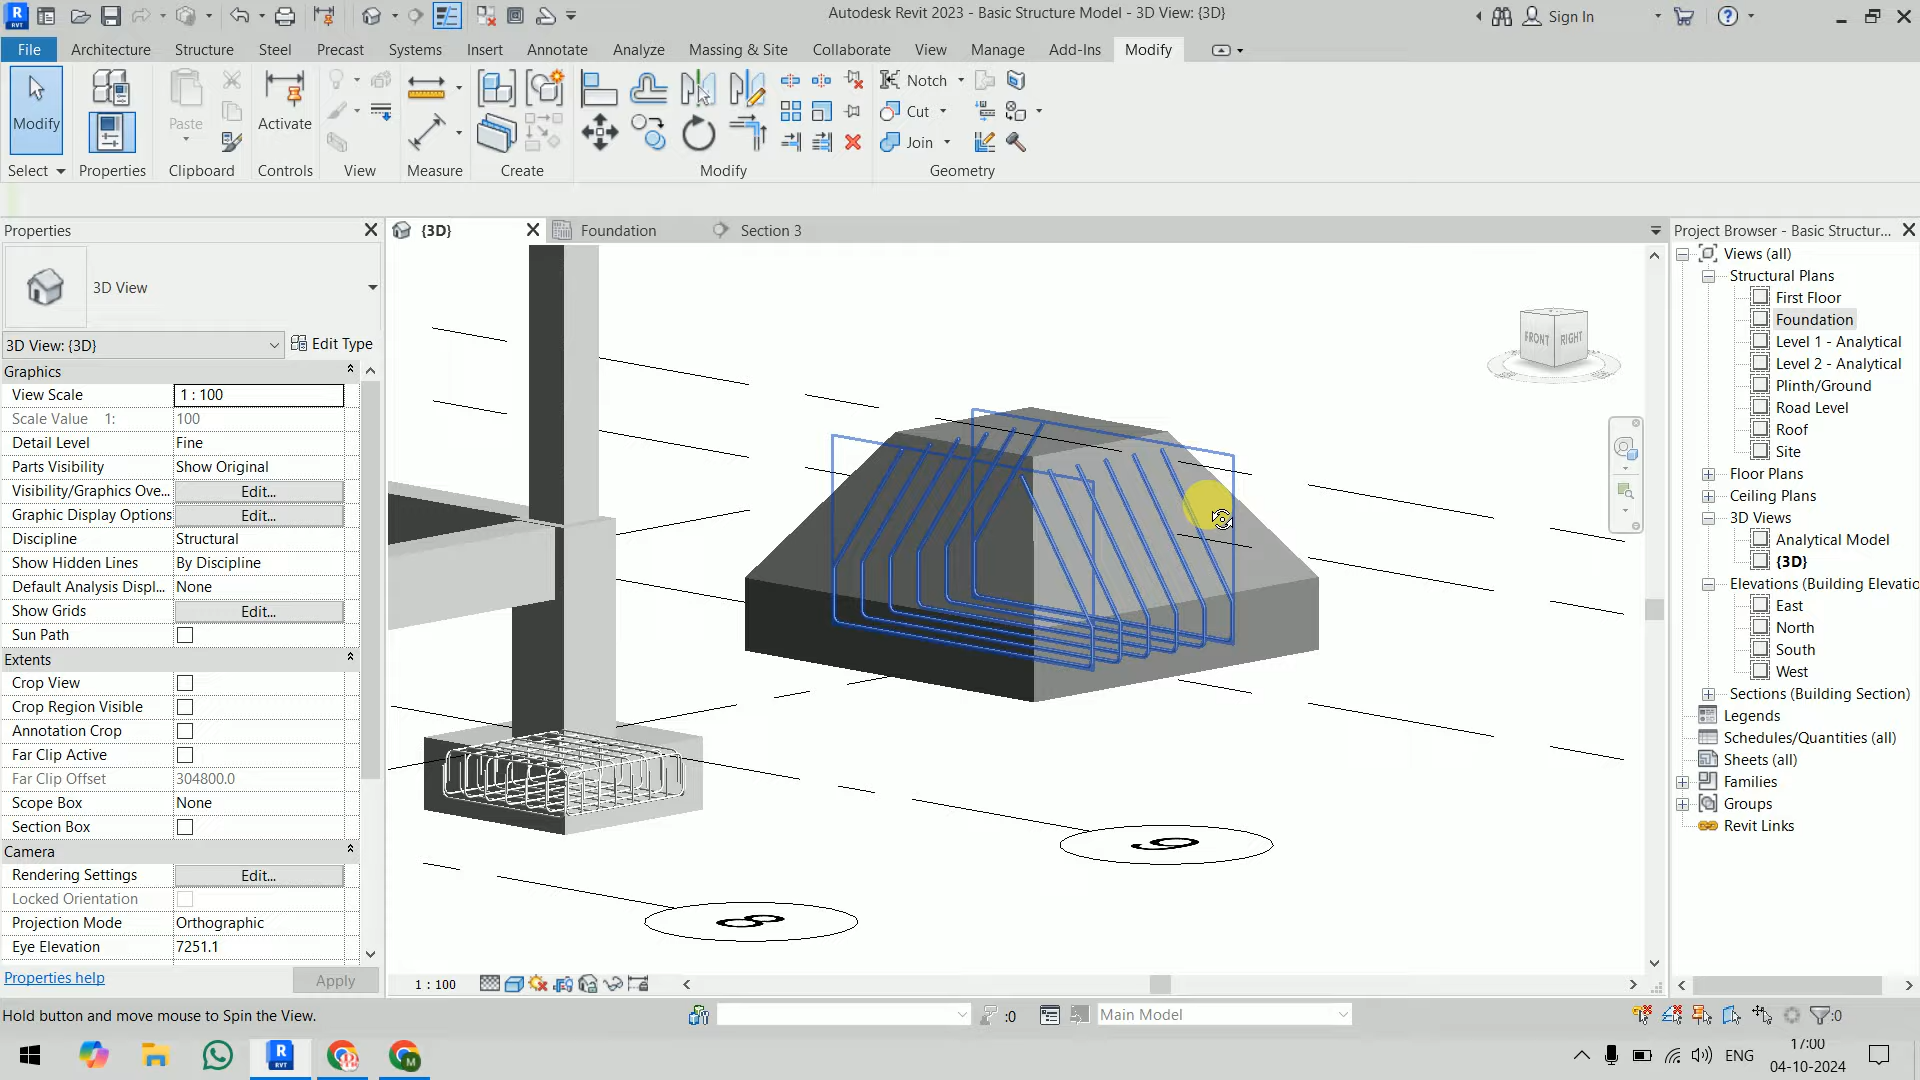 Autodesk Revit 2023 - Basic Structure Model - 3D View: {3D}
Sign In
File Architecture Structure Steel Precast Systems Insert Annotate Analyze Massing & Site Collaborate View Manage Add-Ins Modify
Modify
Paste
Activate
Notch
Cut
Join
Select Properties Clipboard Controls View Measure Create Modify Geometry
Properties
3D View
3D View: {3D}
Edit Type
Graphics
View Scale 1 : 100
Scale Value 1: 100
Detail Level Fine
Parts Visibility Show Original
Visibility/Graphics Ove... Edit...
Graphic Display Options Edit...
Discipline Structural
Show Hidden Lines By Discipline
Default Analysis Displ... None
Show Grids Edit...
Sun Path
Extents
Crop View
Crop Region Visible
Annotation Crop
Far Clip Active
Far Clip Offset 304800.0
Scope Box None
Section Box
Camera
Rendering Settings Edit...
Locked Orientation
Projection Mode Orthographic
Eye Elevation 7251.1
Properties help
Apply
{3D} Foundation Section 3
FRONT RIGHT
9
8
1 : 100
Project Browser - Basic Structur...
Views (all)
Structural Plans
First Floor
Foundation
Level 1 - Analytical
Level 2 - Analytical
Plinth/Ground
Road Level
Roof
Site
Floor Plans
Ceiling Plans
3D Views
Analytical Model
{3D}
Elevations (Building Elevatio
East
North
South
West
Sections (Building Section)
Legends
Schedules/Quantities (all)
Sheets (all)
Families
Groups
Revit Links
Hold button and move mouse to Spin the View.
:0
Main Model
:0
ENG
17:00
04-10-2024